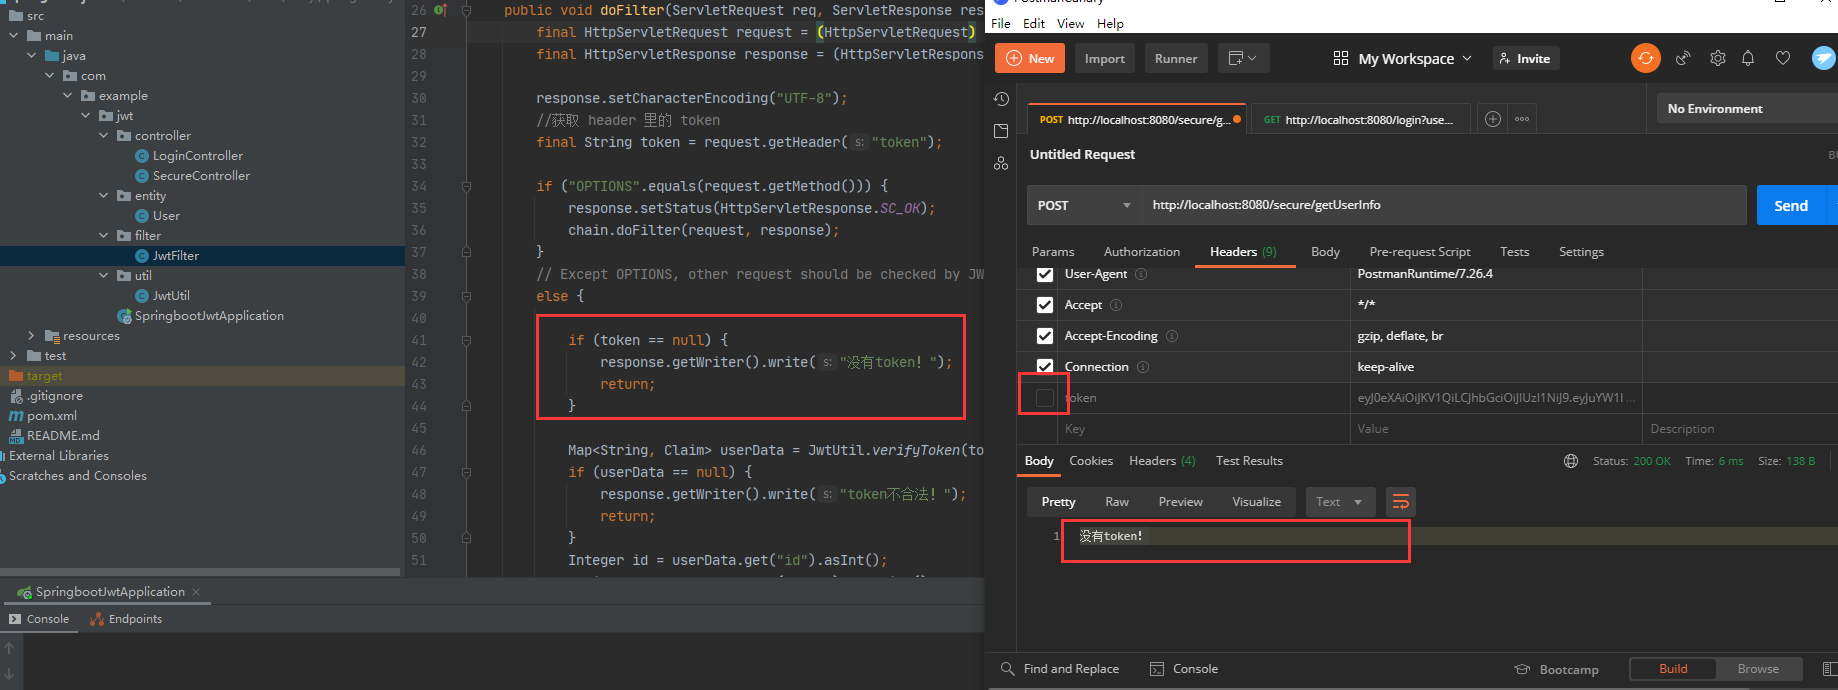 src
main
java
com
example
jwt
controller
LoginController
SecureController
entity
User
filter
JwtFilter
util
JwtUtil
SpringbootJwtApplication
resources
test
target
.gitignore
pom.xml
README.md
External Libraries
Scratches and Consoles
26 public void doFilter(ServletRequest req, ServletResponse res
27 final HttpServletRequest request = (HttpServletRequest)
28 final HttpServletResponse response = (HttpServletRespons
29
30 response.setCharacterEncoding("UTF-8");
31 //获取 header 里的 token
32 final String token = request.getHeader( s: "token");
33
34 if ("OPTIONS".equals(request.getMethod())) {
35 response.setStatus(HttpServletResponse.SC_OK);
36 chain.doFilter(request, response);
37 }
38 // Except OPTIONS, other request should be checked by JW
39 else {
40
41 if (token == null) {
42 response.getWriter().write( s: "没有token! ");
43 return;
44 }
45
46 Map<String, Claim> userData = JwtUtil.verifyToken(to
47 if (userData == null) {
48 response.getWriter().write( s: "token不合法! ");
49 return;
50 }
51 Integer id = userData.get("id").asInt();
SpringbootJwtApplication ×
Console Endpoints
File Edit View Help
New Import Runner My Workspace Invite
POST http://localhost:8080/secure/g... GET http://localhost:8080/login?use... No Environment
Untitled Request
POST http://localhost:8080/secure/getUserInfo Send
Params Authorization Headers (9) Body Pre-request Script Tests Settings
User-Agent PostmanRuntime/7.26.4
Accept */*
Accept-Encoding gzip, deflate, br
Connection keep-alive
token
Key Value Description
Body Cookies Headers (4) Test Results Status: 200 OK Time: 6 ms Size: 138 B
Pretty Raw Preview Visualize Text
1 没有token!
Find and Replace Console Bootcamp Build Browse